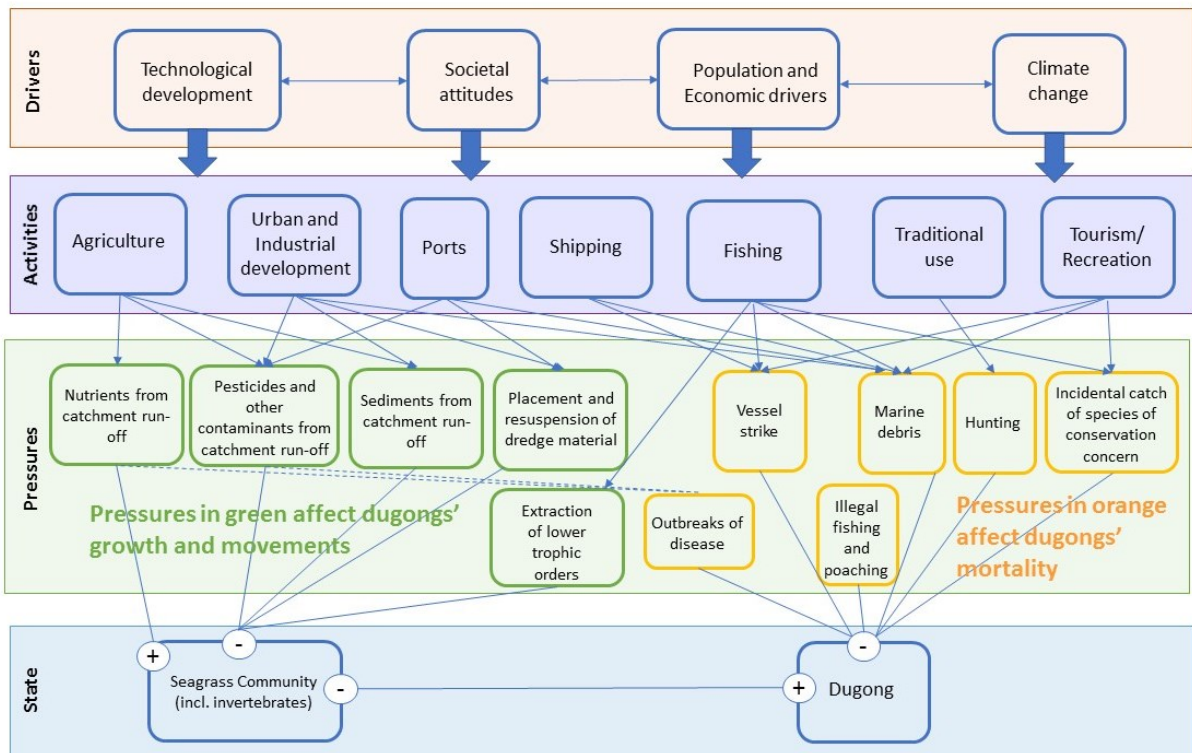 Drivers
Technological
development
Societal
attitudes
Population and
Economic drivers
Climate
change
Activities
Agriculture
Urban and
Industrial
development
Ports
Shipping
Fishing
Traditional
use
Tourism/
Recreation
Pressures
Nutrients from
catchment run-
off
Pesticides and
other
contaminants from
catchment run-off
Sediments from
catchment run-
off
Placement and
resuspension of
dredge material
Vessel
strike
Marine
debris
Hunting
Incidental catch
of species of
conservation
concern
Pressures in green affect dugongs'
growth and movements
Extraction
of lower
trophic
orders
Outbreaks of
disease
Illegal
fishing
and
poaching
Pressures in orange
affect dugongs'
mortality
State
+
-
Seagrass Community
(incl. invertebrates)
-
+
-
Dugong